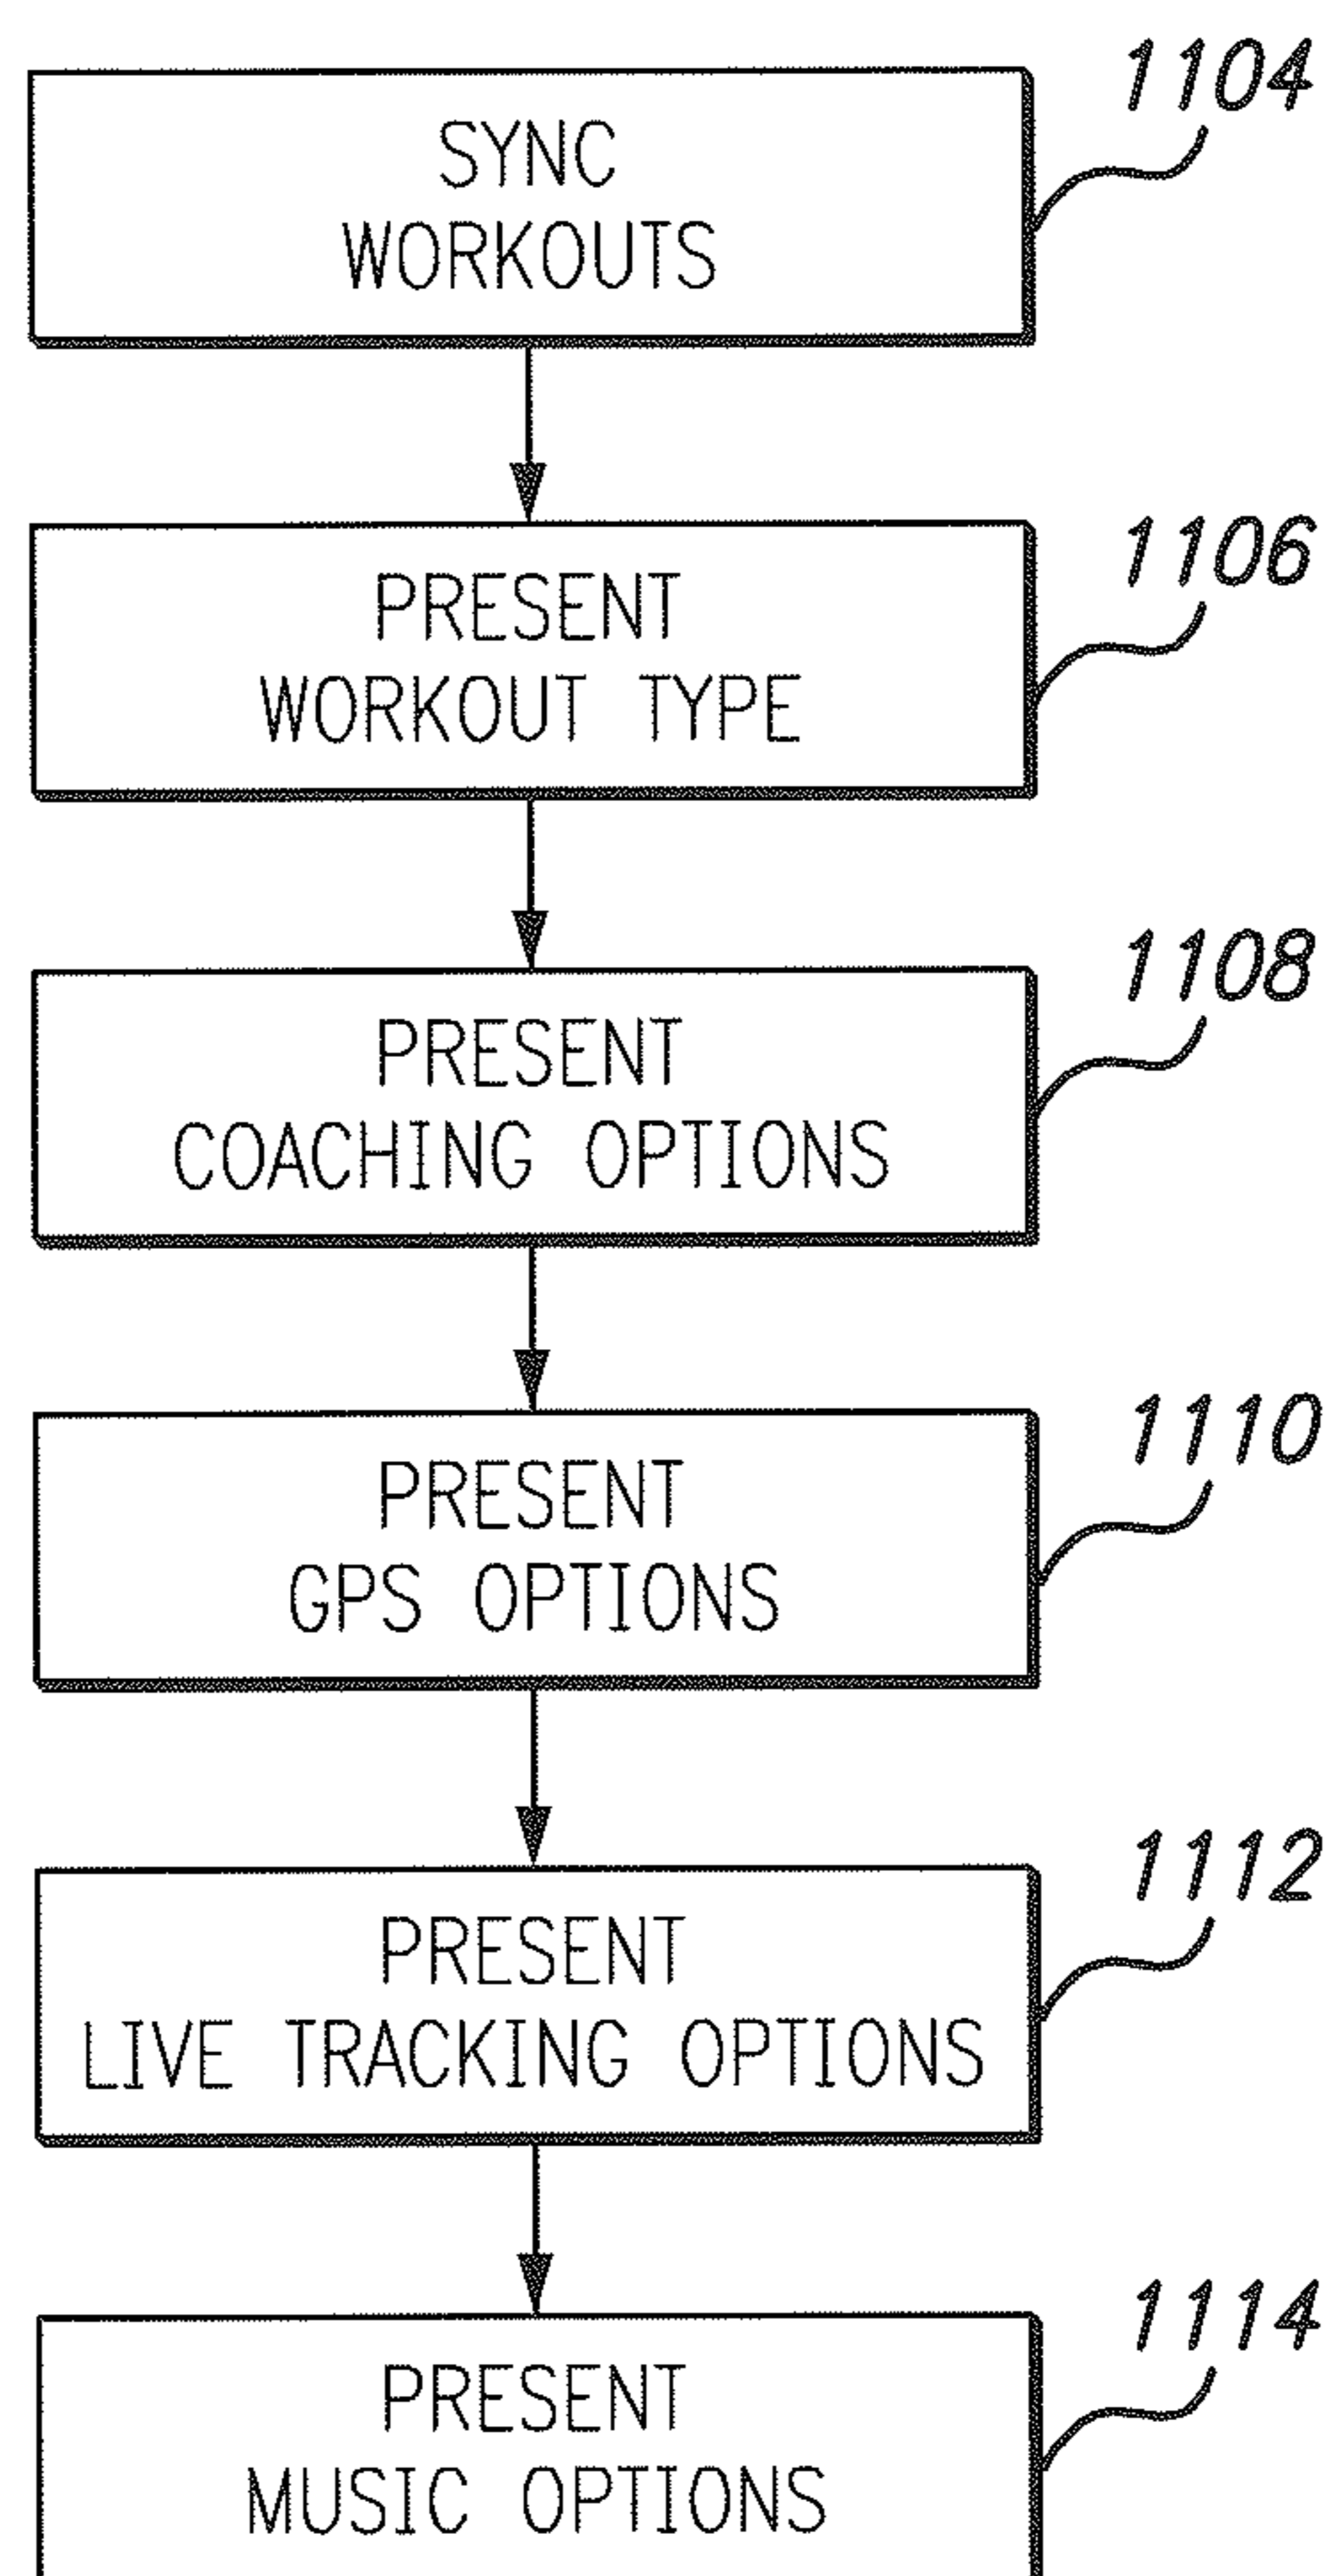 1104
SYNC
WORKOUTS
1106
PRESENT
WORKOUT TYPE
1108
PRESENT
COACHING OPTIONS
1110
PRESENT
GPS OPTIONS
1112
PRESENT
LIVE TRACKING OPTIONS
1114
PRESENT
MUSIC OPTIONS